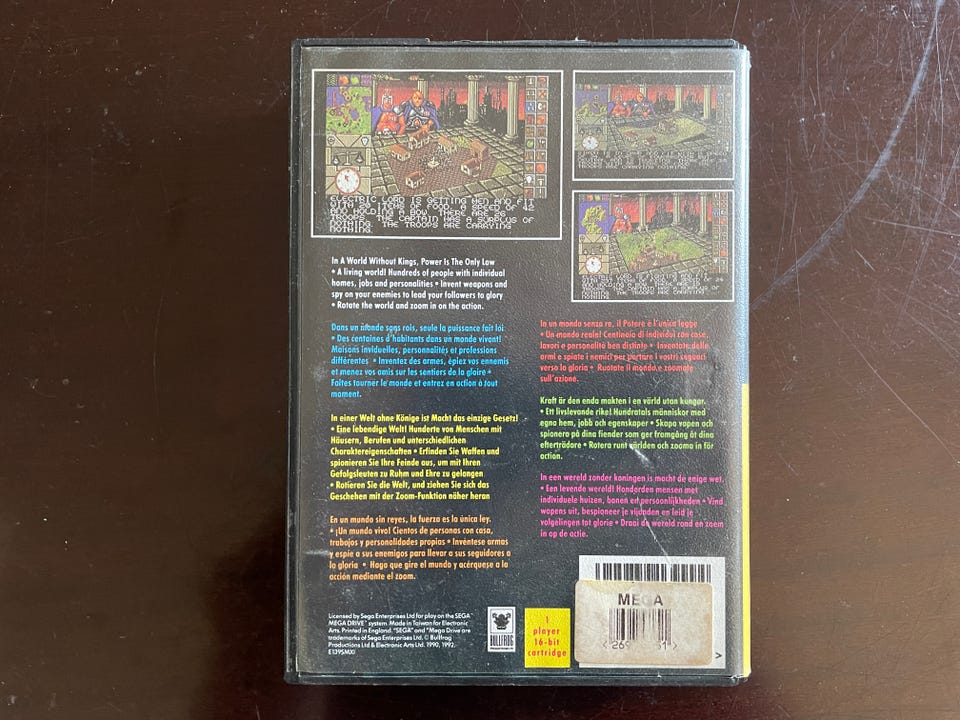 ELECTRIC LORD IS GETTING MEN AND FIT
WITH 20 ITEMS OF FOOD, A SPEED OF 42
AND HOLDING A BOW. THERE ARE 20
TROOPS. THE CAPTAIN HAS A SURPLUS OF
NOTHING. THE TROOPS ARE CARRYING
NOTHING.
TROOPS ARE CARRYING NOTHING.
In A World Without Kings, Power Is The Only Law
• A living world! Hundreds of people with individual
homes, jobs and personalities • Invent weapons and
spy on your enemies to lead your followers to glory
• Rotate the world and zoom in on the action.
Dans un monde sans rois, seule la puissance fait loi
• Des centaines d'habitants dans un monde vivant!
Maisons inviduelles, personnalités et professions
différentes • Inventez des armes, épiez vos ennemis
et menez vos amis sur les sentiers de la gloire •
Faites tourner le monde et entrez en action à tout
moment.
In einer Welt ohne Könige ist Macht das einzige Gesetz!
• Eine lebendige Welt! Hunderte von Menschen mit
Häusern, Berufen und unterschiedlichen
Charaktereigenschaften • Erfinden Sie Waffen und
spionieren Sie Ihre Feinde aus, um mit Ihren
Gefolgsleuten zu Ruhm und Ehre zu gelangen
• Rotieren Sie die Welt, und ziehen Sie sich das
Geschehen mit der Zoom-Funktion näher heran
En un mundo sin reyes, la fuerza es la única ley.
• ¡Un mundo vivo! Cientos de personas con casa,
trabajos y personalidades propias • Invéntese armas
y espíe a sus enemigos para llevar a sus seguidores a
la gloria • Haga que gire el mundo y acérquese a la
acción mediante el zoom.
In un mondo senza re, il Potere è l'unica legge
• Un mondo reale! Centinaia di individui con case,
lavori e personalità ben distinte • Inventate delle
armi e spiate i nemici per portare i vostri seguaci
verso la gloria • Ruotate il mondo e zoomate
sull'azione.
Kraft är den enda makten i en värld utan kungar.
• Ett livslevande rike! Hundratals människor med
egna hem, jobb och egenskaper • Skapa vapen och
spionera på dina fiender som ger framgång åt dina
efterträdare • Rotera runt världen och zooma in för
action.
In een wereld zonder koningen is macht de enige wet.
• Een levende wereld! Honderden mensen met
individuele huizen, banen en persoonlijkheden • Vind
wapens uit, bespioneer je vijanden en leid je
volgelingen tot glorie • Draai de wereld rond en zoom
in op de actie.
Licensed by Sega Enterprises Ltd for play on the SEGA™
MEGA DRIVE™ system. Made in Taiwan for Electronic
Arts. Printed in England. "SEGA" and "Mega Drive are
trademarks of Sega Enterprises Ltd. © Bullfrog
Productions Ltd & Electronic Arts Ltd. 1990, 1992.
E139SMXI
BULLFROG
1
player
16-bit
cartridge
MEGA